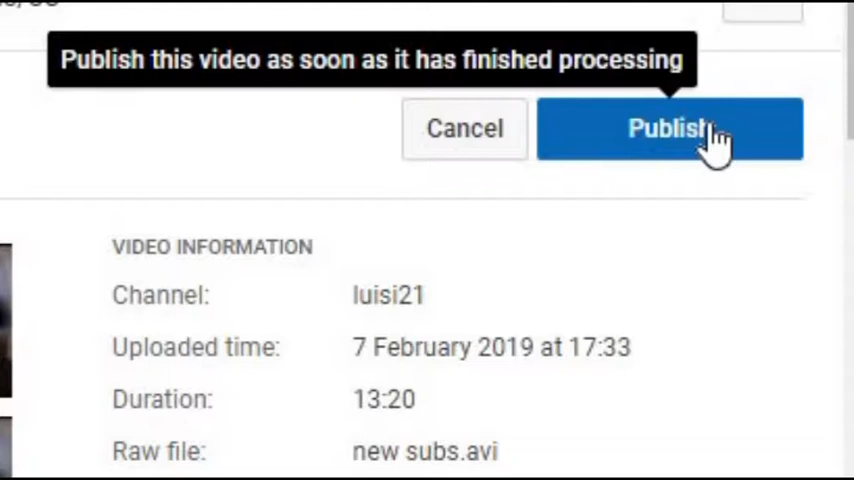 Publish this video as soon as it has finished processing
Cancel
Publish
VIDEO INFORMATION
Channel: luisi21
Uploaded time: 7 February 2019 at 17:33
Duration: 13:20
Raw file: new subs.avi